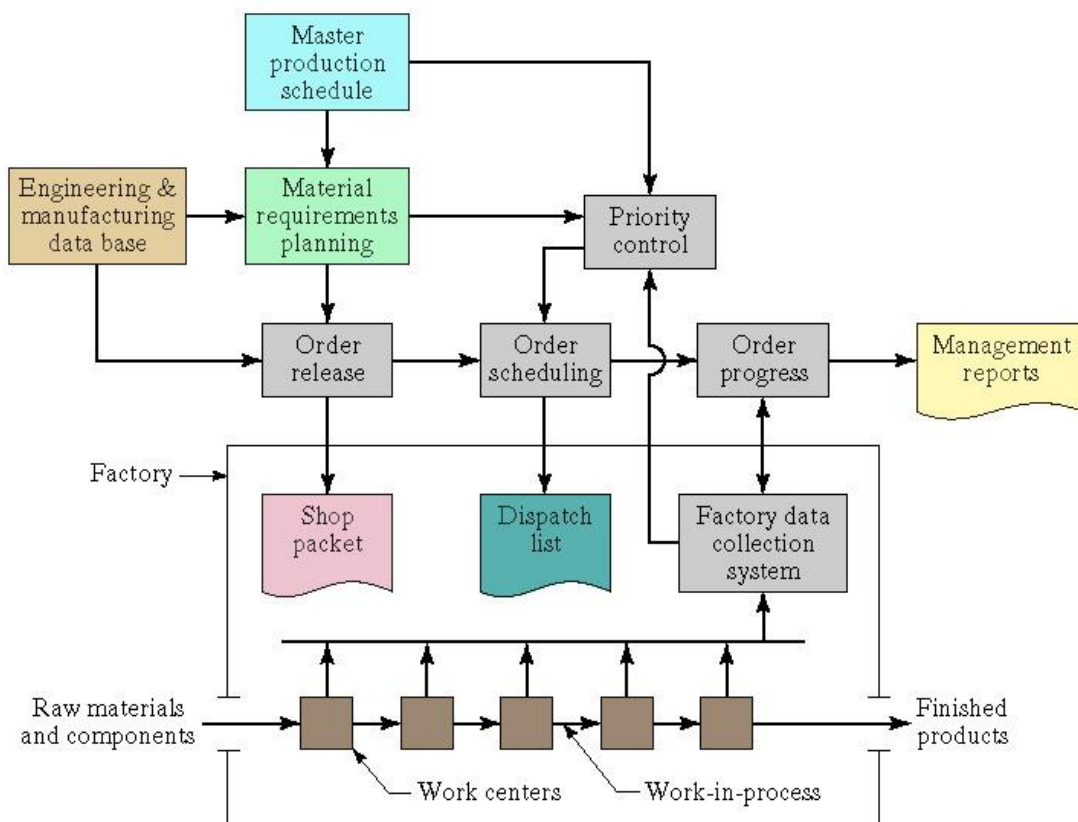 Master
production
schedule
Engineering &
manufacturing
data base
Material
requirements
planning
Priority
control
Order
release
Order
scheduling
Order
progress
Management
reports
Factory
Shop
packet
Dispatch
list
Factory data
collection
system
Raw materials
and components
Finished
products
Work centers
Work-in-process